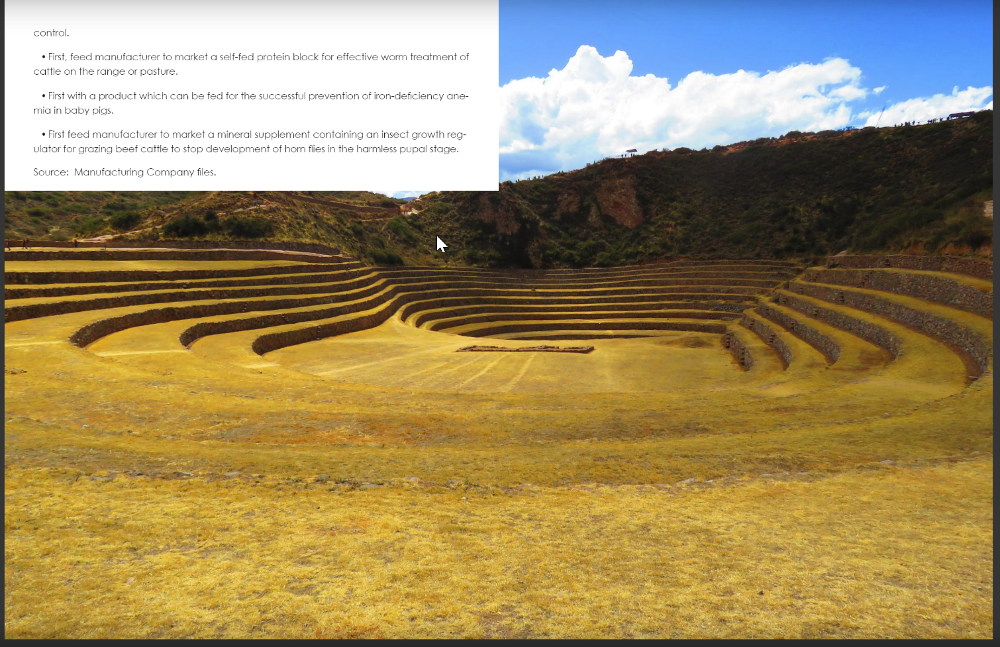 control.
• First, feed manufacturer to market a self-fed protein block for effective worm treatment of
cattle on the range or pasture.
• First with a product which can be fed for the successful prevention of iron-deficiency ane-
mia in baby pigs.
• First feed manufacturer to market a mineral supplement containing an insect growth reg-
ulator for grazing beef cattle to stop development of horn flies in the harmless pupal stage.
Source:  Manufacturing Company files.